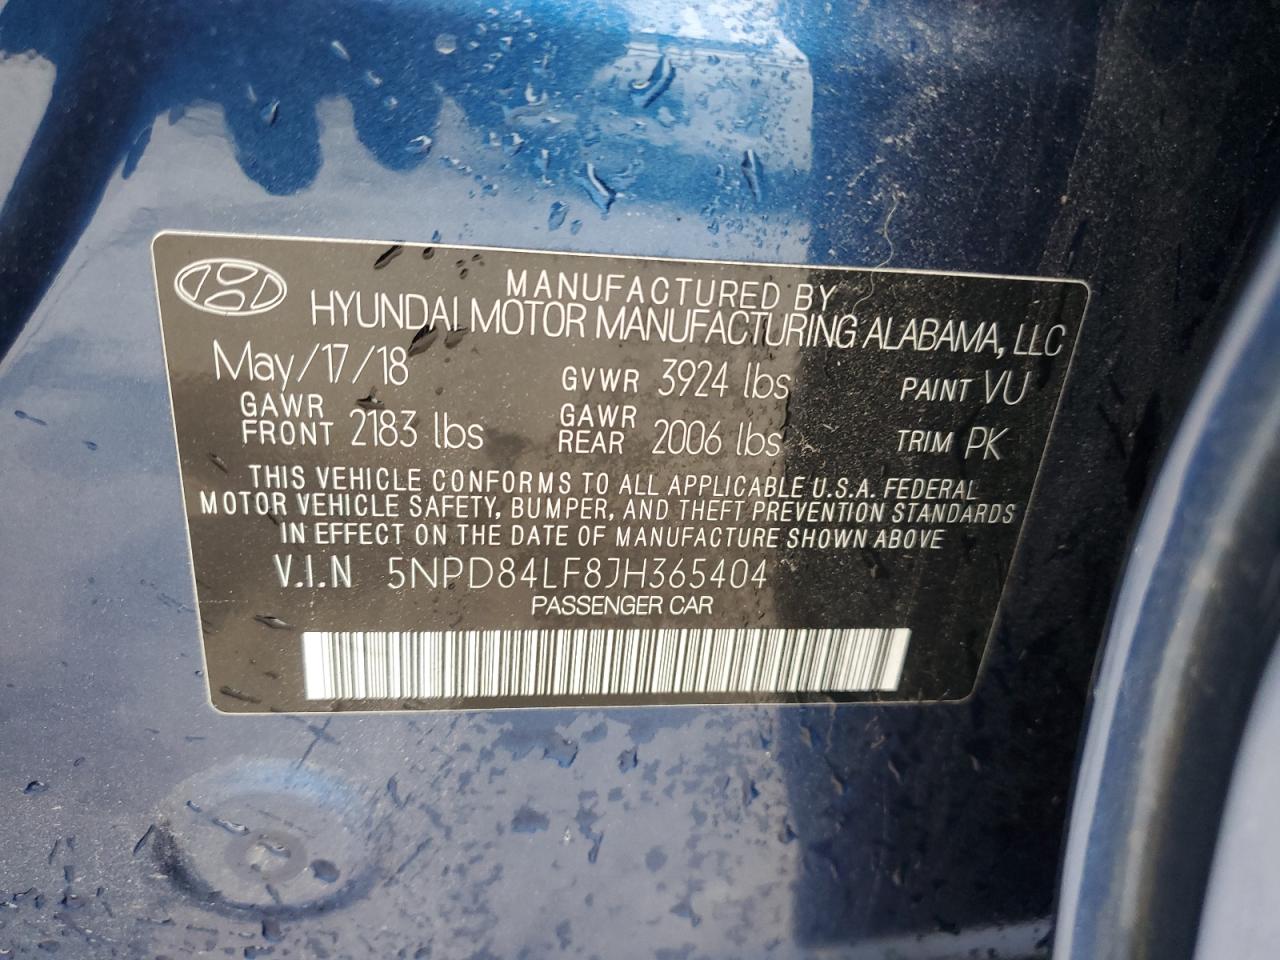 MANUFACTURED BY
HYUNDAI MOTOR MANUFACTURING ALABAMA, LLC
May/17/18 GVWR 3924 lbs PAINT VU
GAWR FRONT 2183 lbs GAWR REAR 2006 lbs TRIM PK
THIS VEHICLE CONFORMS TO ALL APPLICABLE U.S.A. FEDERAL
MOTOR VEHICLE SAFETY, BUMPER, AND THEFT PREVENTION STANDARDS
IN EFFECT ON THE DATE OF MANUFACTURE SHOWN ABOVE
V.I.N 5NPD84LF8JH365404
PASSENGER CAR